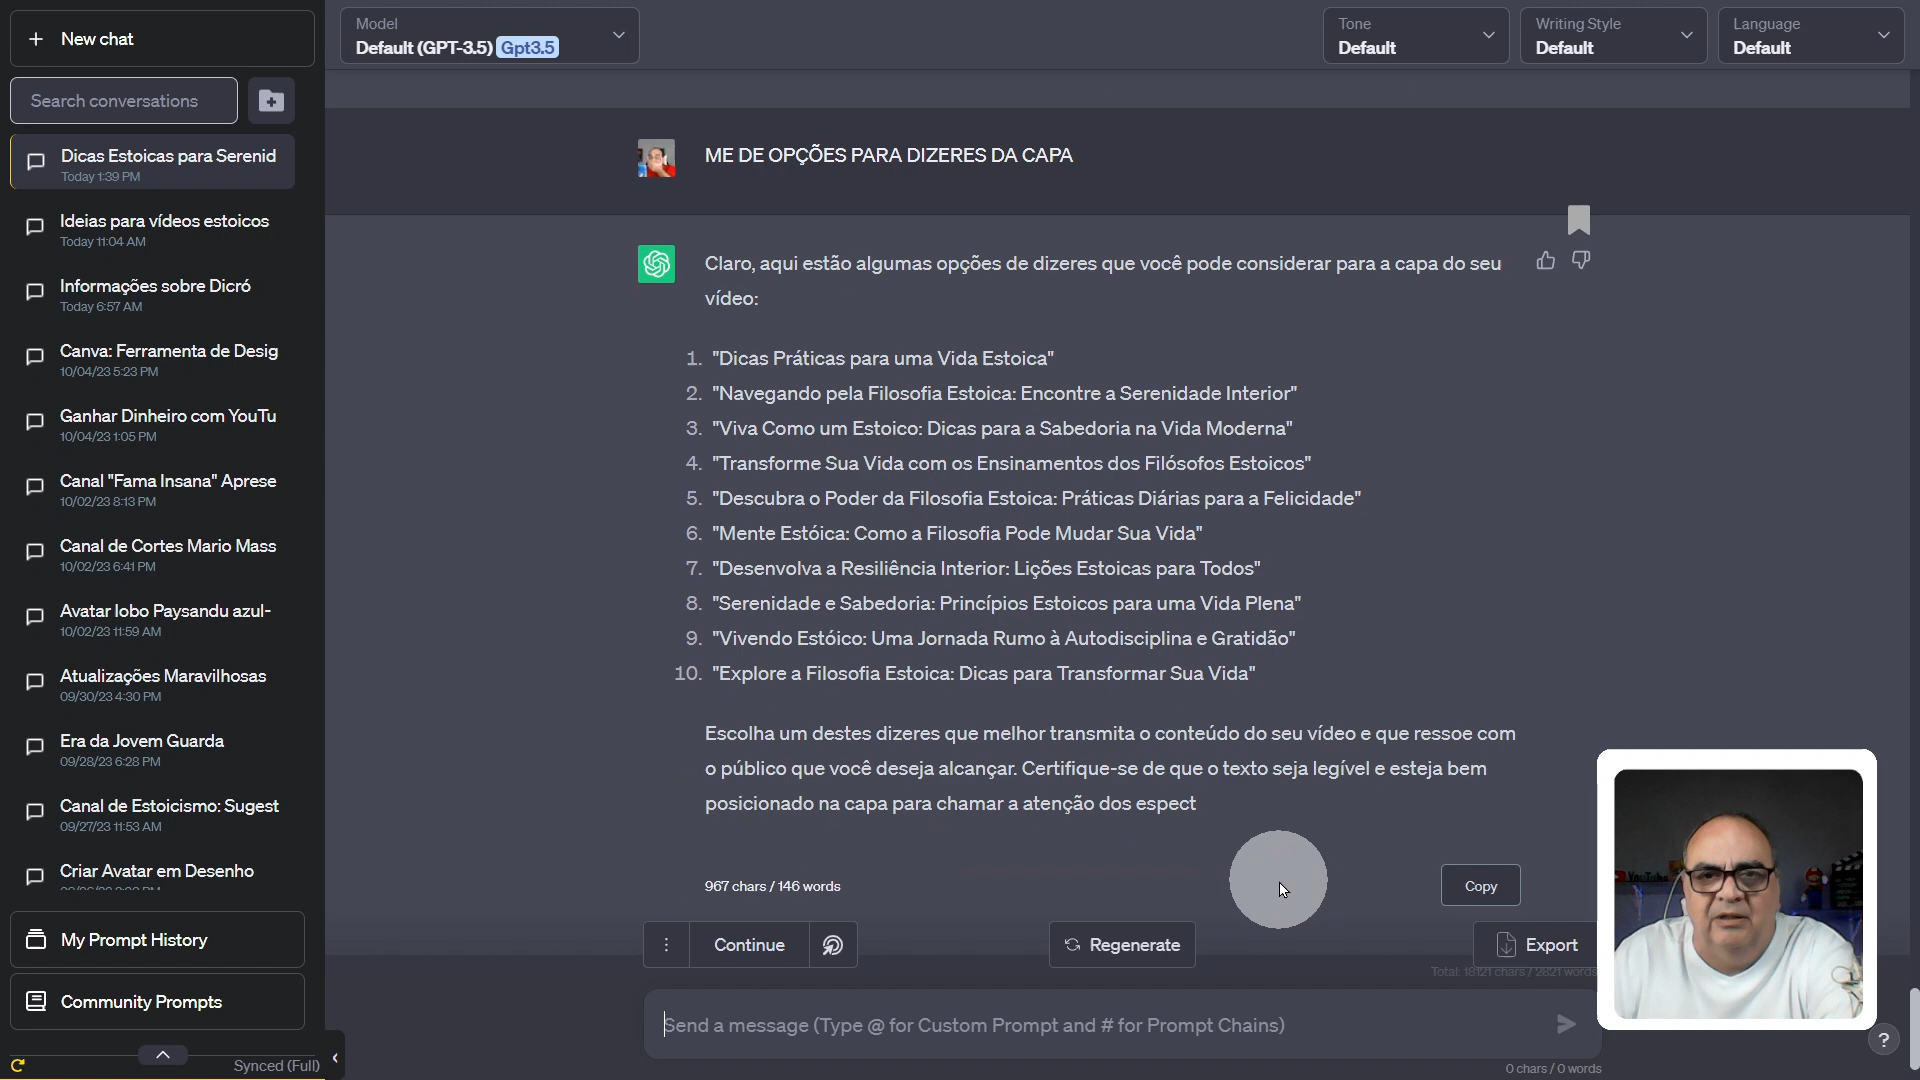 New chat
Search conversations
Dicas Estoicas para Serenid
Today 1:39 PM
Ideias para vídeos estoicos
Today 11:04 AM
Informações sobre Dicró
Today 6:57 AM
Canva: Ferramenta de Desig
10/04/23 5:23 PM
Ganhar Dinheiro com YouTu
10/04/23 1:05 PM
Canal "Fama Insana" Aprese
10/02/23 8:13 PM
Canal de Cortes Mario Mass
10/02/23 6:41 PM
Avatar lobo Paysandu azul-
10/02/23 11:59 AM
Atualizações Maravilhosas
09/30/23 4:30 PM
Era da Jovem Guarda
09/28/23 6:28 PM
Canal de Estoicismo: Sugest
09/27/23 11:53 AM
Criar Avatar em Desenho
My Prompt History
Community Prompts
Synced (Full)
Model
Default (GPT-3.5) Gpt3.5
Tone
Default
Writing Style
Default
Language
Default
ME DE OPÇÕES PARA DIZERES DA CAPA
Claro, aqui estão algumas opções de dizeres que você pode considerar para a capa do seu
vídeo:
1. "Dicas Práticas para uma Vida Estoica"
2. "Navegando pela Filosofia Estoica: Encontre a Serenidade Interior"
3. "Viva Como um Estoico: Dicas para a Sabedoria na Vida Moderna"
4. "Transforme Sua Vida com os Ensinamentos dos Filósofos Estoicos"
5. "Descubra o Poder da Filosofia Estoica: Práticas Diárias para a Felicidade"
6. "Mente Estóica: Como a Filosofia Pode Mudar Sua Vida"
7. "Desenvolva a Resiliência Interior: Lições Estoicas para Todos"
8. "Serenidade e Sabedoria: Princípios Estoicos para uma Vida Plena"
9. "Vivendo Estóico: Uma Jornada Rumo à Autodisciplina e Gratidão"
10. "Explore a Filosofia Estoica: Dicas para Transformar Sua Vida"
Escolha um destes dizeres que melhor transmita o conteúdo do seu vídeo e que ressoe com
o público que você deseja alcançar. Certifique-se de que o texto seja legível e esteja bem
posicionado na capa para chamar a atenção dos espect
967 chars / 146 words
Copy
Continue
Regenerate
Export
Total: 18121 chars / 2821 words
Send a message (Type @ for Custom Prompt and # for Prompt Chains)
0 chars / 0 words
YouTube
?